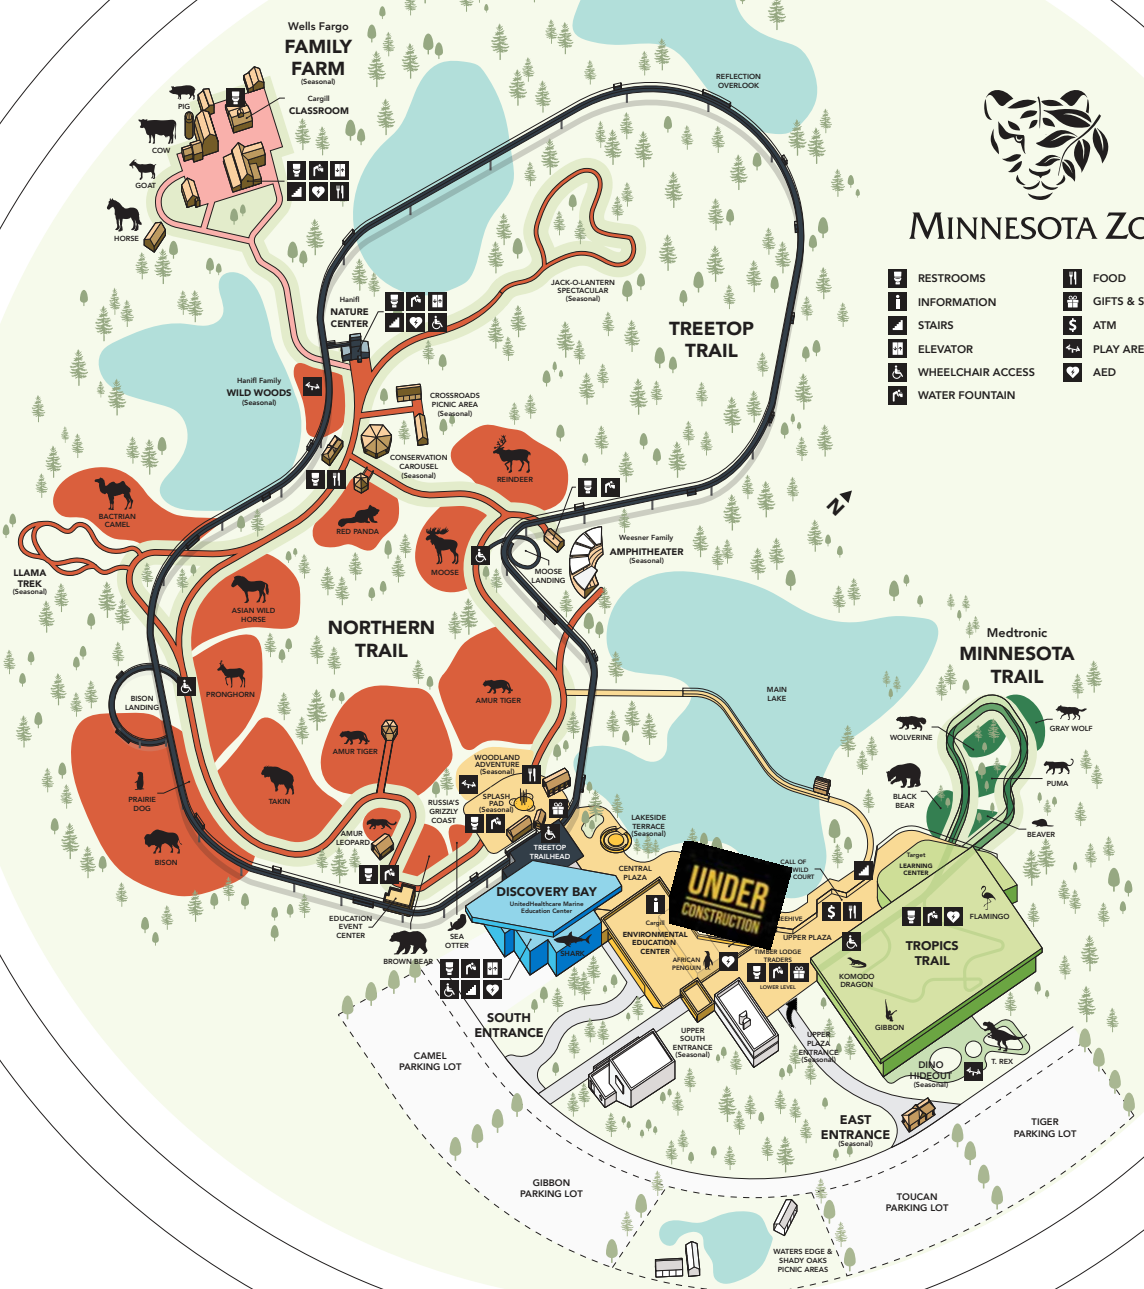 Wells Fargo
FAMILY
FARM
(Seasonal)
Cargill
CLASSROOM
PIG
COW
GOAT
HORSE
REFLECTION
OVERLOOK
MINNESOTA ZO
RESTROOMS
INFORMATION
STAIRS
ELEVATOR
WHEELCHAIR ACCESS
WATER FOUNTAIN
FOOD
GIFTS & S
$
ATM
PLAY ARE
AED
JACK-O-LANTERN
SPECTACULAR
(Seasonal)
Hanifl
NATURE
CENTER
TREETOP
TRAIL
Hanifl Family
WILD WOODS
(Seasonal)
CROSSROADS
PICNIC AREA
(Seasonal)
CONSERVATION
CAROUSEL
(Seasonal)
REINDEER
BACTRIAN
CAMEL
RED PANDA
MOOSE
N
Weesner Family
AMPHITHEATER
(Seasonal)
MOOSE
LANDING
LLAMA
TREK
(Seasonal)
ASIAN WILD
HORSE
NORTHERN
TRAIL
PRONGHORN
BISON
LANDING
AMUR TIGER
AMUR TIGER
MAIN
LAKE
Medtronic
MINNESOTA
TRAIL
WOLVERINE
GRAY WOLF
BLACK
BEAR
PUMA
BEAVER
PRAIRIE
DOG
TAKIN
BISON
WOODLAND
ADVENTURE
(Seasonal)
SPLASH
PAD
(Seasonal)
RUSSIA'S
GRIZZLY
COAST
AMUR
LEOPARD
LAKESIDE
TERRACE
(Seasonal)
TREETOP
TRAILHEAD
CENTRAL
PLAZA
CALL OF
WILD
COURT
Target
LEARNING
CENTER
UNDER
CONSTRUCTION
DISCOVERY BAY
UnitedHealthcare Marine
Education Center
EDUCATION
EVENT
CENTER
SEA
OTTER
BROWN BEAR
SHARK
Cargill
ENVIRONMENTAL
EDUCATION
CENTER
AFRICAN
PENGUIN
EEHIVE
UPPER PLAZA
$
TIMBER LODGE
TRADERS
LOWER LEVEL
FLAMINGO
TROPICS
TRAIL
KOMODO
DRAGON
GIBBON
SOUTH
ENTRANCE
UPPER
SOUTH
ENTRANCE
(Seasonal)
UPPER
PLAZA
ENTRANCE
(Seasonal)
DINO
HIDEOUT
(Seasonal)
T. REX
CAMEL
PARKING LOT
EAST
ENTRANCE
(Seasonal)
TIGER
PARKING LOT
GIBBON
PARKING LOT
TOUCAN
PARKING LOT
WATERS EDGE &
SHADY OAKS
PICNIC AREAS